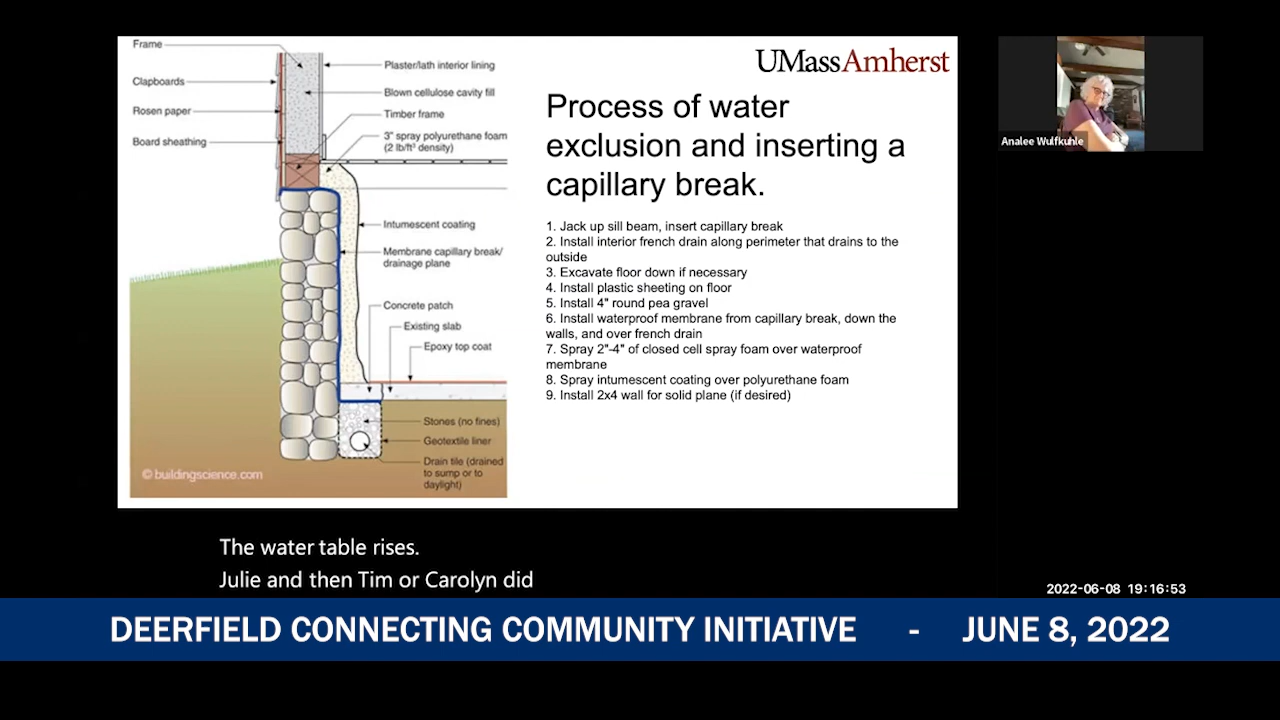 Frame
Clapboards
Rosen paper
Board sheathing
Plaster/lath interior lining
Blown cellulose cavity fill
Timber frame
3" spray polyurethane foam
(2 lb/ft³ density)
Intumescent coating
Membrane capillary break/
drainage plane
Concrete patch
Existing slab
Epoxy top coat
Stones (no fines)
Geotextile liner
Drain tile (drained
to sump or to
daylight)
© buildingscience.com
UMassAmherst
Process of water
exclusion and inserting a
capillary break.
1. Jack up sill beam, insert capillary break
2. Install interior french drain along perimeter that drains to the
outside
3. Excavate floor down if necessary
4. Install plastic sheeting on floor
5. Install 4" round pea gravel
6. Install waterproof membrane from capillary break, down the
walls, and over french drain
7. Spray 2"-4" of closed cell spray foam over waterproof
membrane
8. Spray intumescent coating over polyurethane foam
9. Install 2x4 wall for solid plane (if desired)
Analee Wulfkuhle
The water table rises.
Julie and then Tim or Carolyn did
2022-06-08 19:16:53
DEERFIELD CONNECTING COMMUNITY INITIATIVE - JUNE 8, 2022